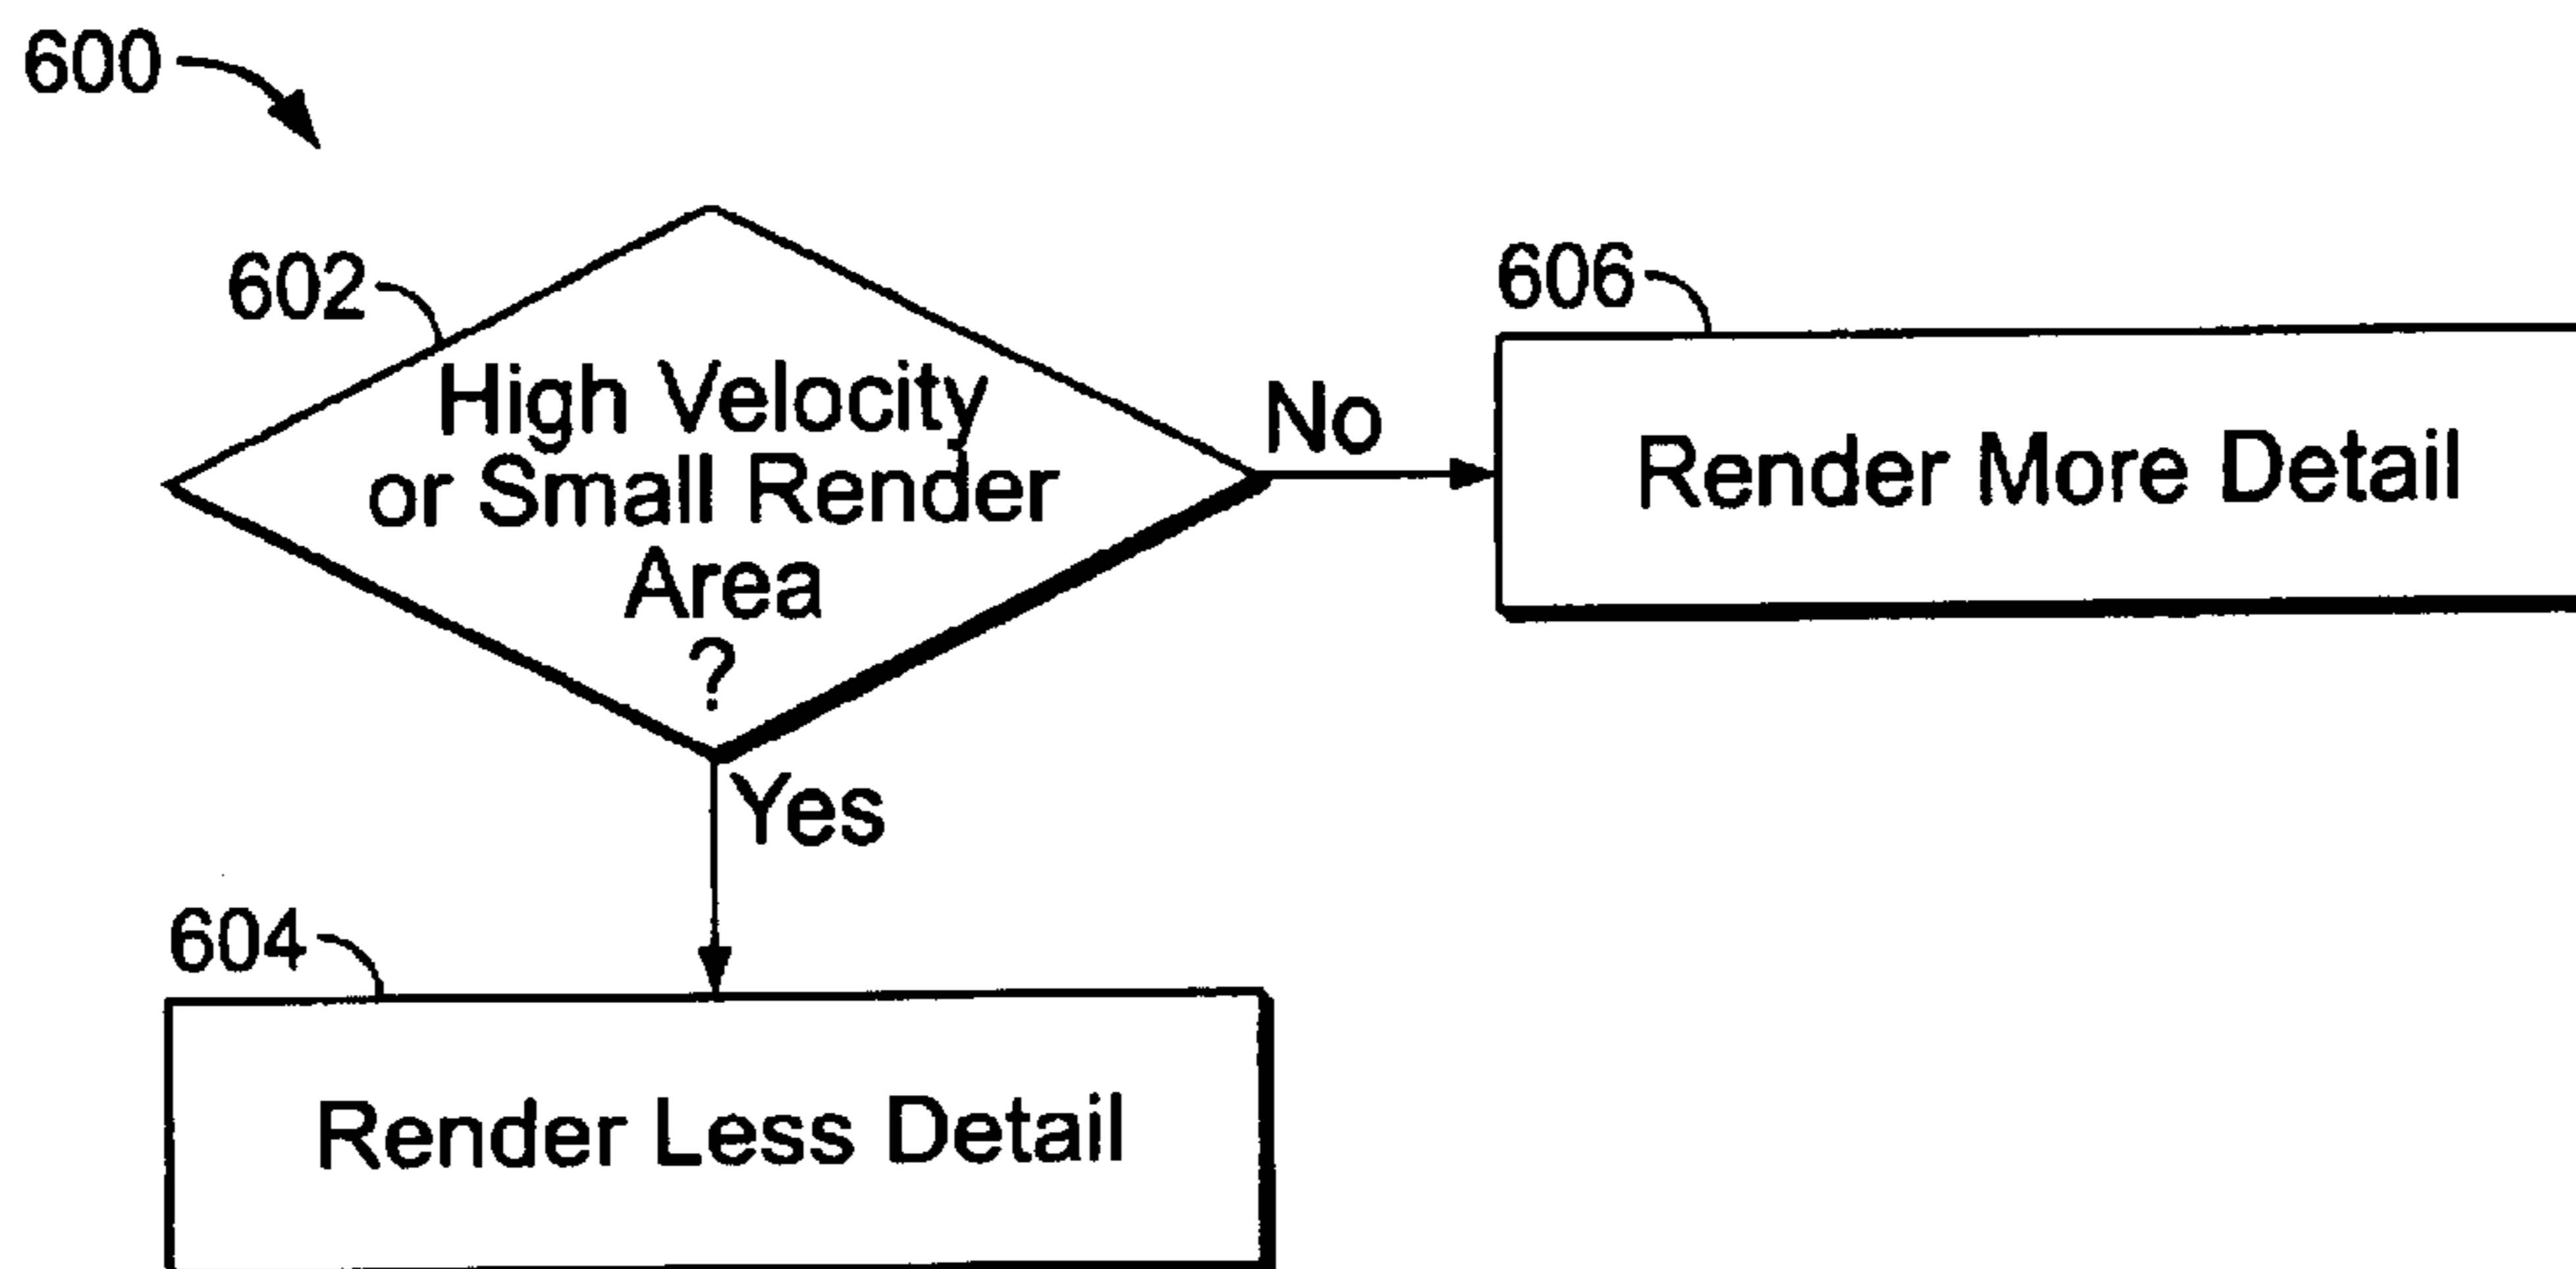 600
602
High Velocity
or Small Render
Area
?
No
606
Render More Detail
Yes
604
Render Less Detail